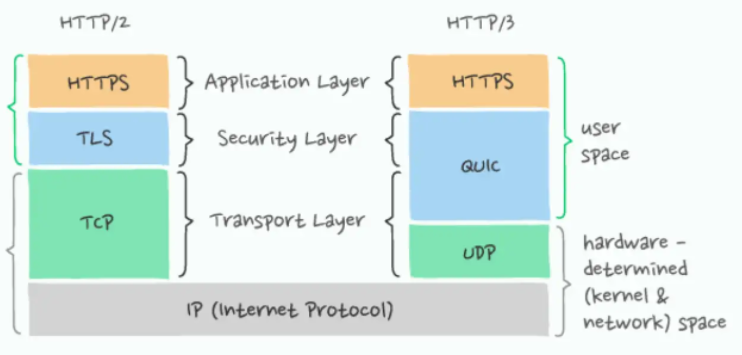 HTTP/2
HTTP/3
HTTPS
Application Layer
HTTPS
TLS
Security Layer
QUIC
user
space
TCP
Transport Layer
UDP
hardware -
determined
(kernel &
network) space
IP (Internet Protocol)